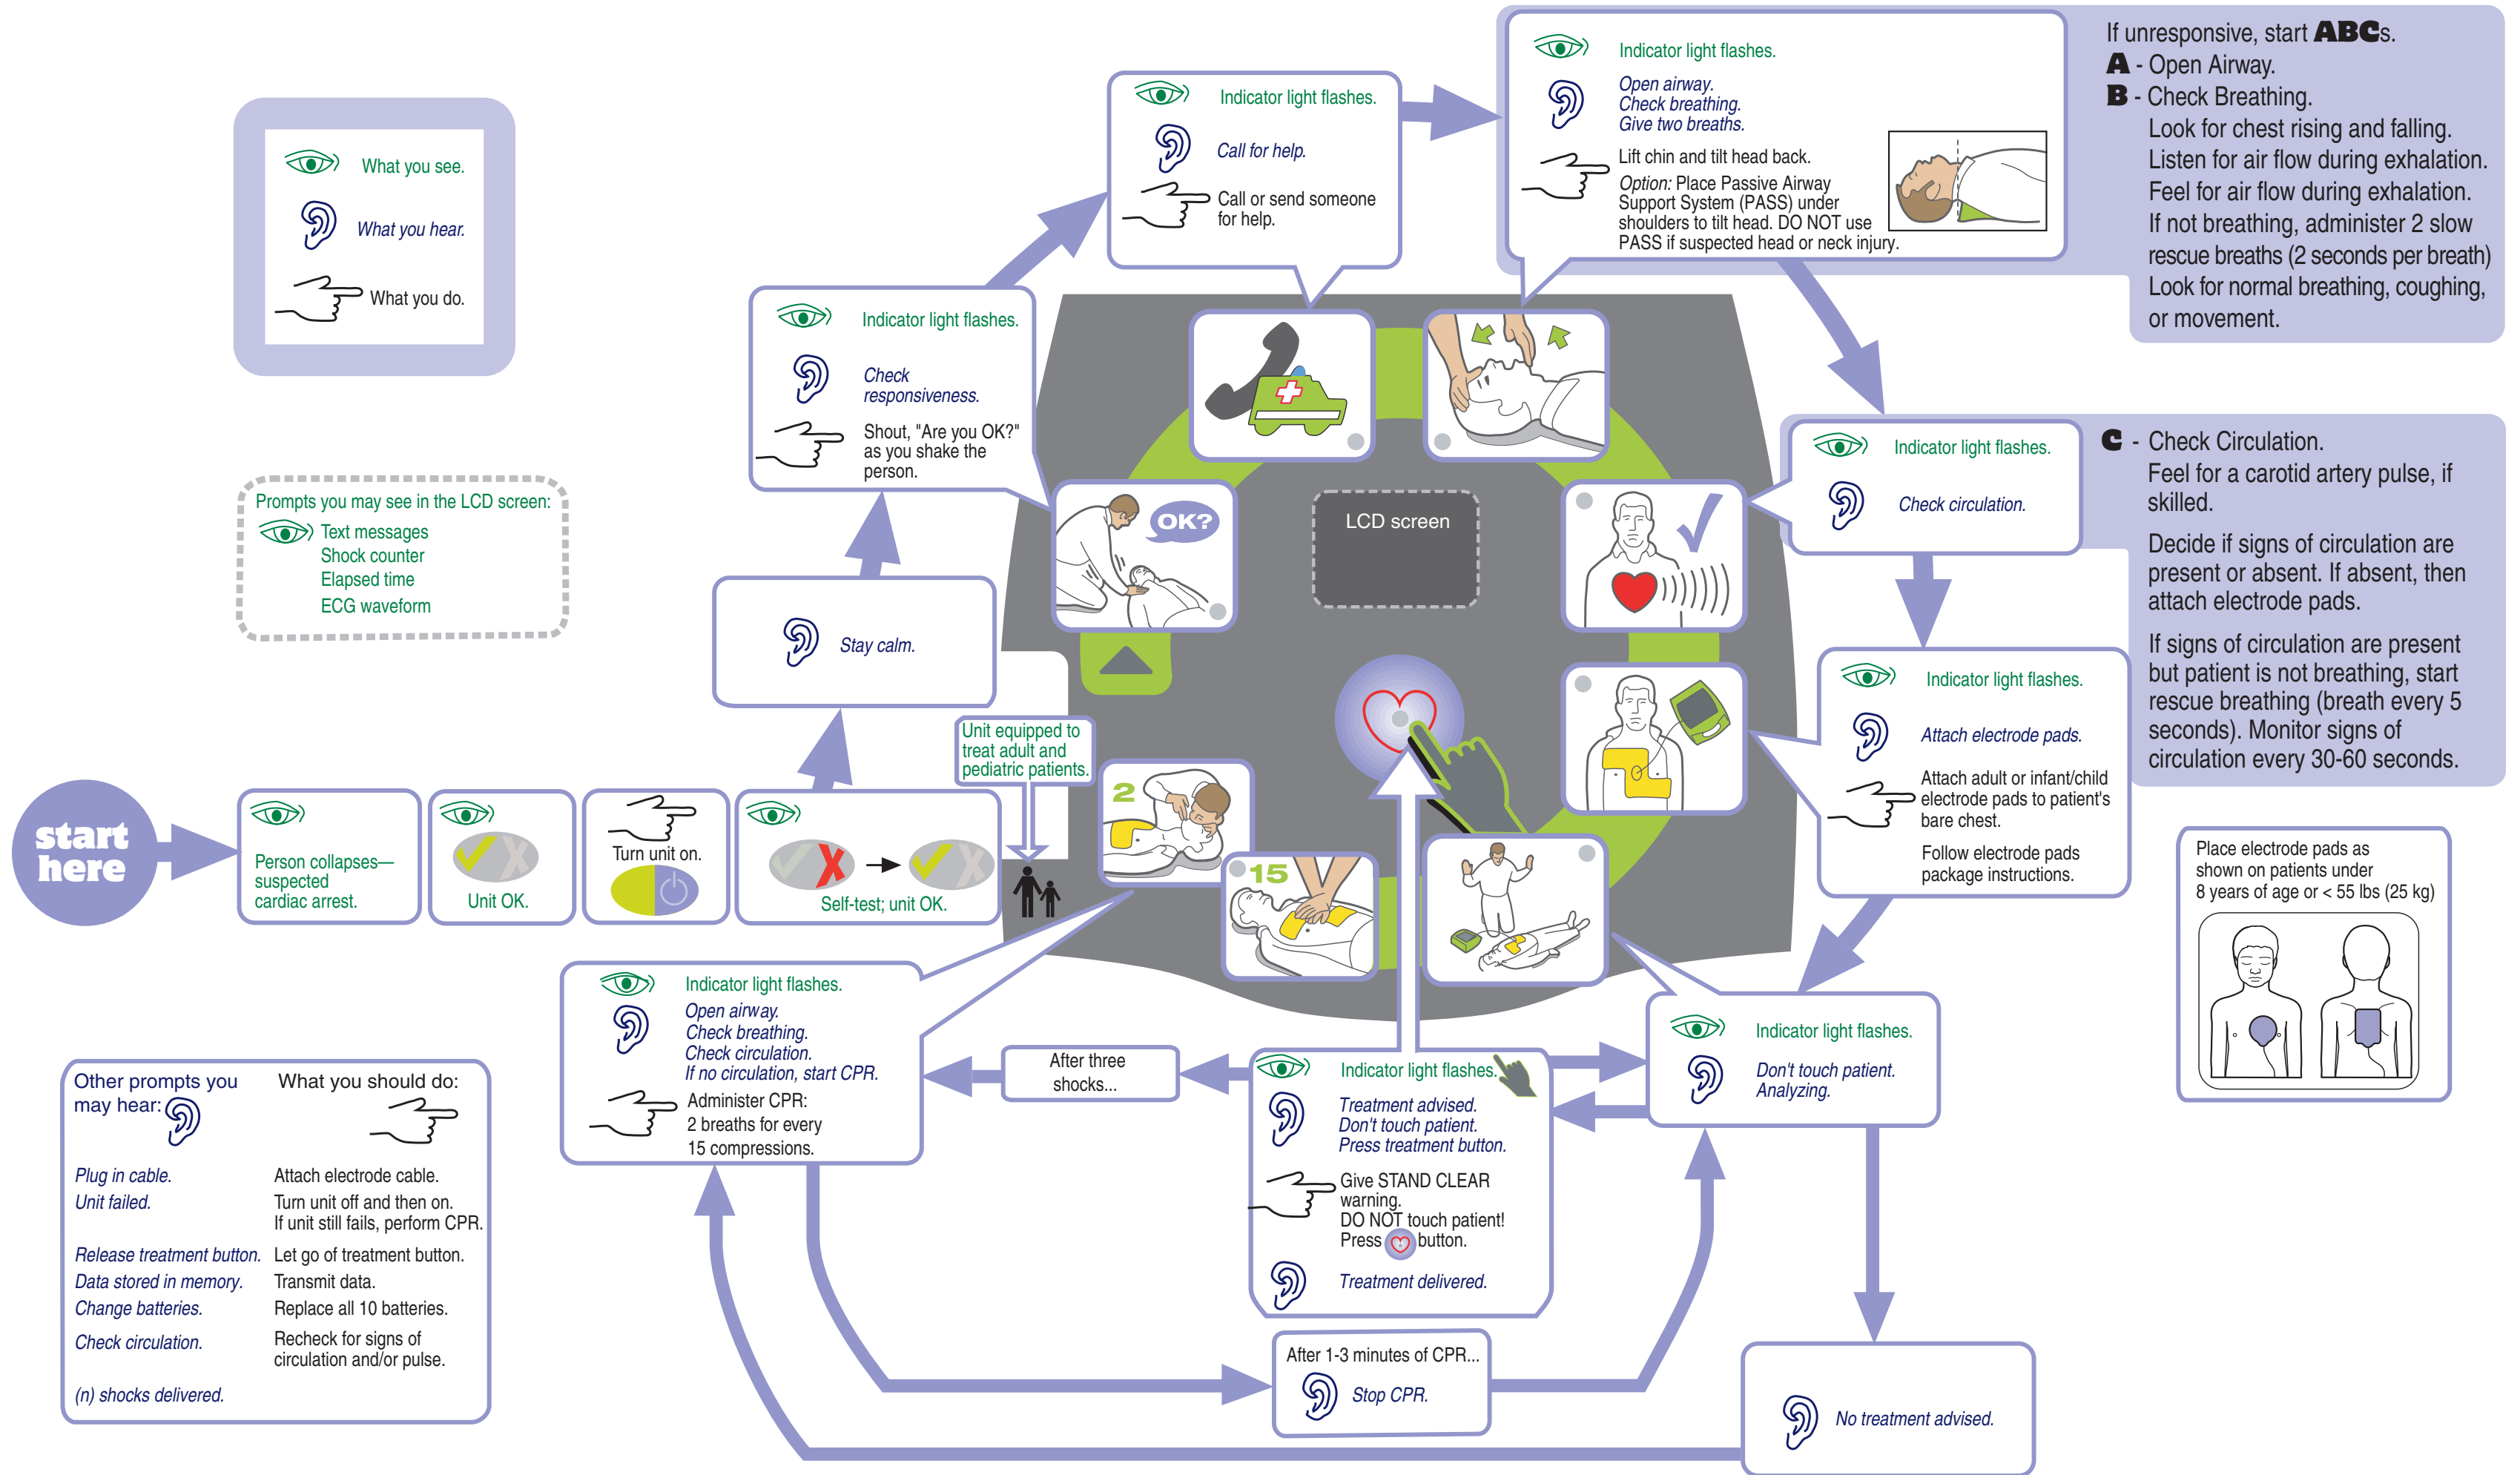 What you see.
What you hear.
What you do.
Prompts you may see in the LCD screen:
Text messages
Shock counter
Elapsed time
ECG waveform
start
here
Person collapses—
suspected
cardiac arrest.
Unit OK.
Turn unit on.
Self-test; unit OK.
Unit equipped to
treat adult and
pediatric patients.
Stay calm.
Indicator light flashes.
Check
responsiveness.
Shout, "Are you OK?"
as you shake the
person.
Indicator light flashes.
Call for help.
Call or send someone
for help.
Indicator light flashes.
Open airway.
Check breathing.
Give two breaths.
Lift chin and tilt head back.
Option: Place Passive Airway
Support System (PASS) under
shoulders to tilt head. DO NOT use
PASS if suspected head or neck injury.
If unresponsive, start ABCs.
A - Open Airway.
B - Check Breathing.
Look for chest rising and falling.
Listen for air flow during exhalation.
Feel for air flow during exhalation.
If not breathing, administer 2 slow
rescue breaths (2 seconds per breath)
Look for normal breathing, coughing,
or movement.
Indicator light flashes.
Check circulation.
C - Check Circulation.
Feel for a carotid artery pulse, if
skilled.
Decide if signs of circulation are
present or absent. If absent, then
attach electrode pads.
If signs of circulation are present
but patient is not breathing, start
rescue breathing (breath every 5
seconds). Monitor signs of
circulation every 30-60 seconds.
Indicator light flashes.
Attach electrode pads.
Attach adult or infant/child
electrode pads to patient's
bare chest.
Follow electrode pads
package instructions.
Place electrode pads as
shown on patients under
8 years of age or < 55 lbs (25 kg)
OK?
LCD screen
2
15
Indicator light flashes.
Don't touch patient.
Analyzing.
Indicator light flashes.
Treatment advised.
Don't touch patient.
Press treatment button.
Give STAND CLEAR
warning.
DO NOT touch patient!
Press button.
Treatment delivered.
After three
shocks...
Indicator light flashes.
Open airway.
Check breathing.
Check circulation.
If no circulation, start CPR.
Administer CPR:
2 breaths for every
15 compressions.
After 1-3 minutes of CPR...
Stop CPR.
No treatment advised.
Other prompts you What you should do:
may hear:
Plug in cable. Attach electrode cable.
Unit failed. Turn unit off and then on.
If unit still fails, perform CPR.
Release treatment button. Let go of treatment button.
Data stored in memory. Transmit data.
Change batteries. Replace all 10 batteries.
Check circulation. Recheck for signs of
circulation and/or pulse.
(n) shocks delivered.